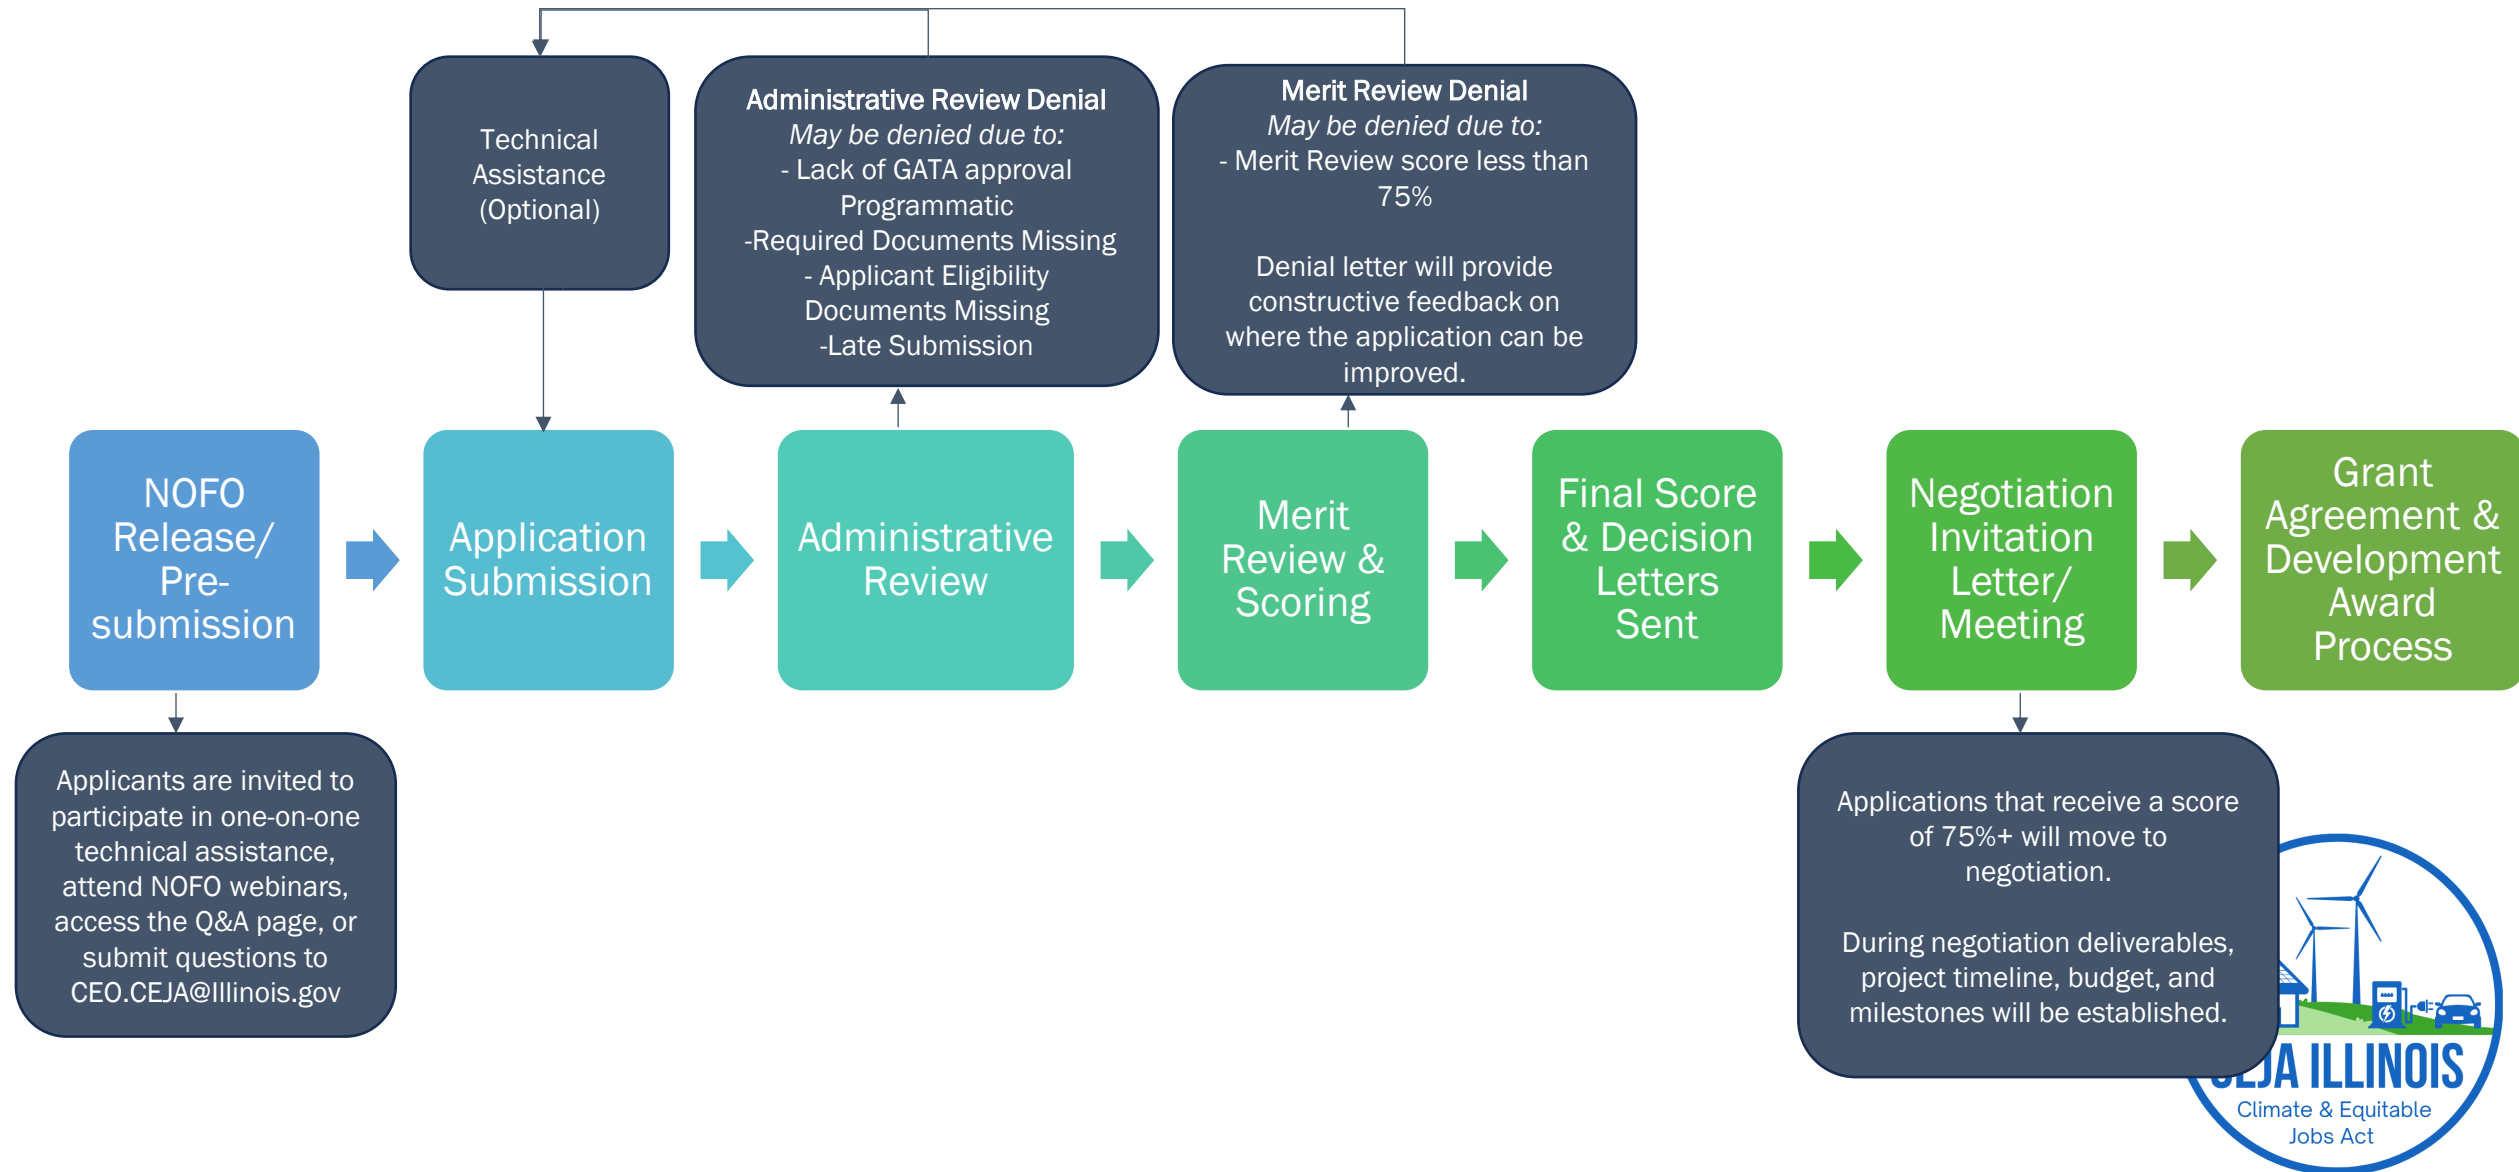 Technical
Assistance
(Optional)
Administrative Review Denial
May be denied due to:
- Lack of GATA approval
Programmatic
-Required Documents Missing
- Applicant Eligibility
Documents Missing
-Late Submission
Merit Review Denial
May be denied due to:
- Merit Review score less than
75%
Denial letter will provide
constructive feedback on
where the application can be
improved.
NOFO
Release/
Pre-
submission
Application
Submission
Administrative
Review
Merit
Review &
Scoring
Final Score
& Decision
Letters
Sent
Negotiation
Invitation
Letter/
Meeting
Grant
Agreement &
Development
Award
Process
Applicants are invited to
participate in one-on-one
technical assistance,
attend NOFO webinars,
access the Q&A page, or
submit questions to
CEO.CEJA@Illinois.gov
Applications that receive a score
of 75%+ will move to
negotiation.
During negotiation deliverables,
project timeline, budget, and
milestones will be established.
CEJA ILLINOIS
Climate & Equitable
Jobs Act